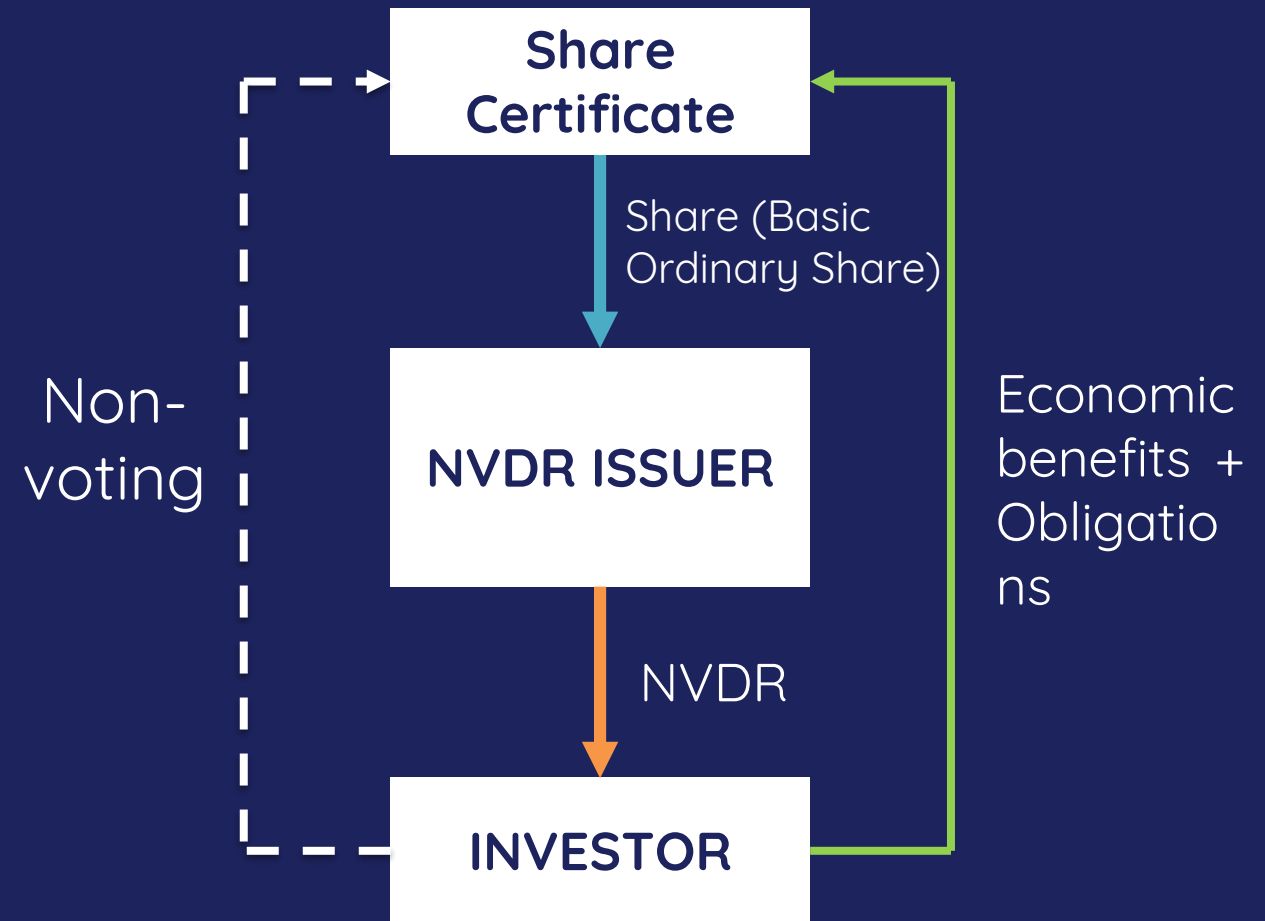 Share
Certificate
Share (Basic
Ordinary Share)
Non-
voting
NVDR ISSUER
Economic
benefits +
Obligatio
ns
NVDR
INVESTOR